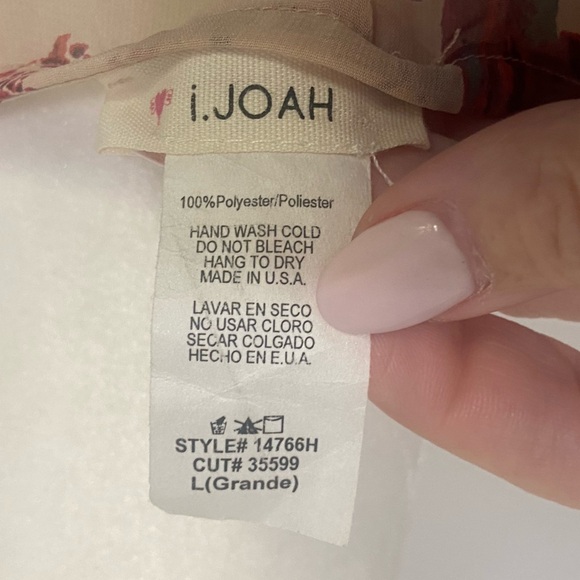 i.JOAH
100%Polyester/Poliester
HAND WASH COLD
DO NOT BLEACH
HANG TO DRY
MADE IN U.S.A.
LAVAR EN SECO
NO USAR CLORO
SECAR COLGADO
HECHO EN E.U.A.
STYLE# 14766H
CUT# 35599
L(Grande)